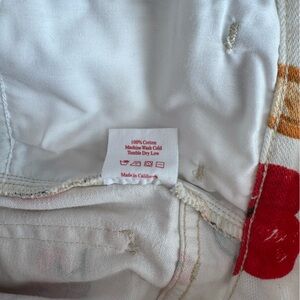 100% Cotton
Machine Wash Cold
Tumble Dry Low
Made in California